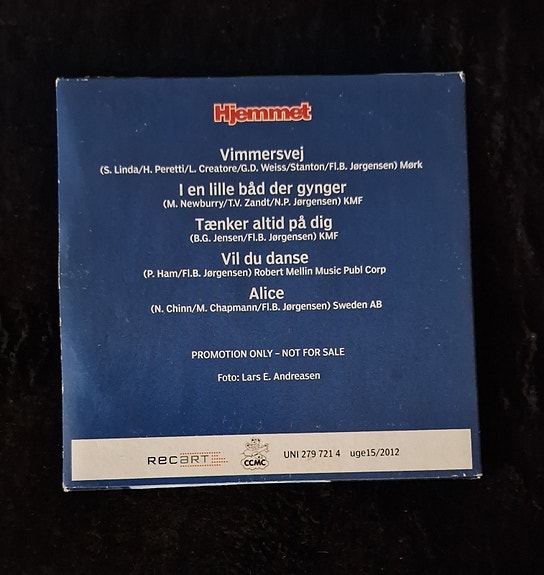 Hjemmet
Vimmersvej
(S. Linda/H. Peretti/L. Creatore/G.D. Weiss/Stanton/Fl.B. Jørgensen) Mørk
I en lille båd der gynger
(M. Newburry/T.V. Zandt/N.P. Jørgensen) KMF
Tænker altid på dig
(B.G. Jensen/Fl.B. Jørgensen) KMF
Vil du danse
(P. Ham/Fl.B. Jørgensen) Robert Mellin Music Publ Corp
Alice
(N. Chinn/M. Chapmann/Fl.B. Jørgensen) Sweden AB
PROMOTION ONLY – NOT FOR SALE
Foto: Lars E. Andreasen
RECART CCMC UNI 279 721 4 uge15/2012